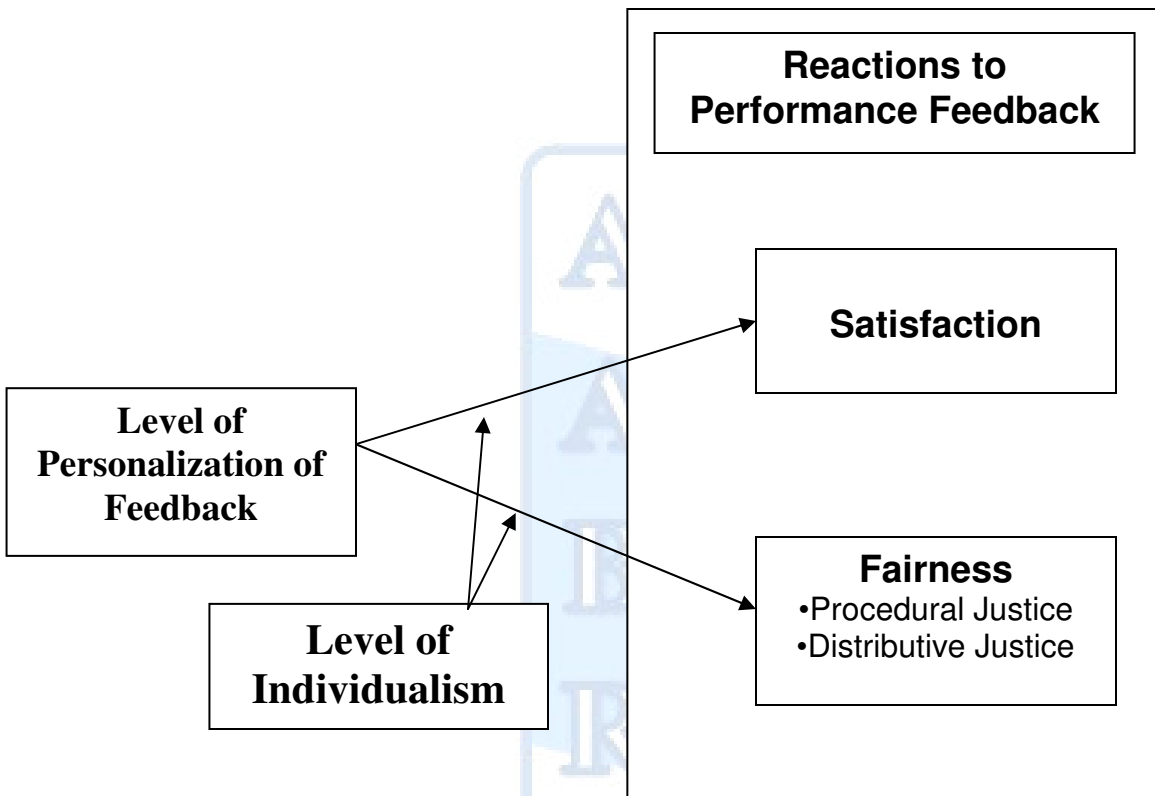 Reactions to
Performance Feedback
Satisfaction
Level of
Personalization of
Feedback
Fairness
•Procedural Justice
•Distributive Justice
Level of
Individualism
A
A
B
R